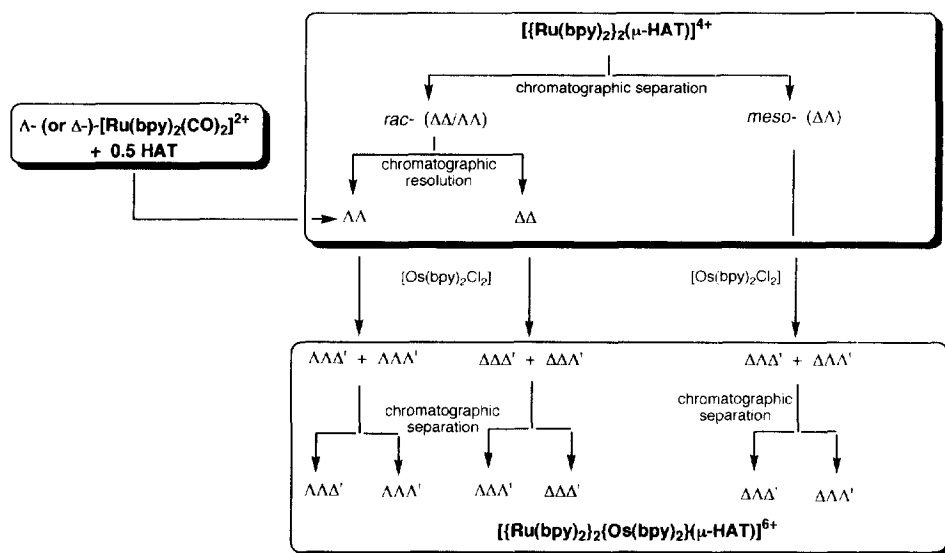 [{Ru(bpy)₂}₂(μ-HAT)]⁴⁺
chromatographic separation
rac- (ΔΔ/ΛΛ)
meso- (ΔΛ)
Λ- (or Δ-)-[Ru(bpy)₂(CO)₂]²⁺
+ 0.5 HAT
chromatographic
resolution
ΛΛ
ΔΔ
[Os(bpy)₂Cl₂]
[Os(bpy)₂Cl₂]
ΛΛΔ' + ΛΛΛ'
ΔΔΔ' + ΔΔΛ'
ΔΛΔ' + ΔΛΛ'
chromatographic
separation
chromatographic
separation
ΛΛΔ'
ΛΛΛ'
ΔΔΛ'
ΔΔΔ'
ΔΛΔ'
ΔΛΛ'
[{Ru(bpy)₂}₂{Os(bpy)₂}(μ-HAT)]⁶⁺